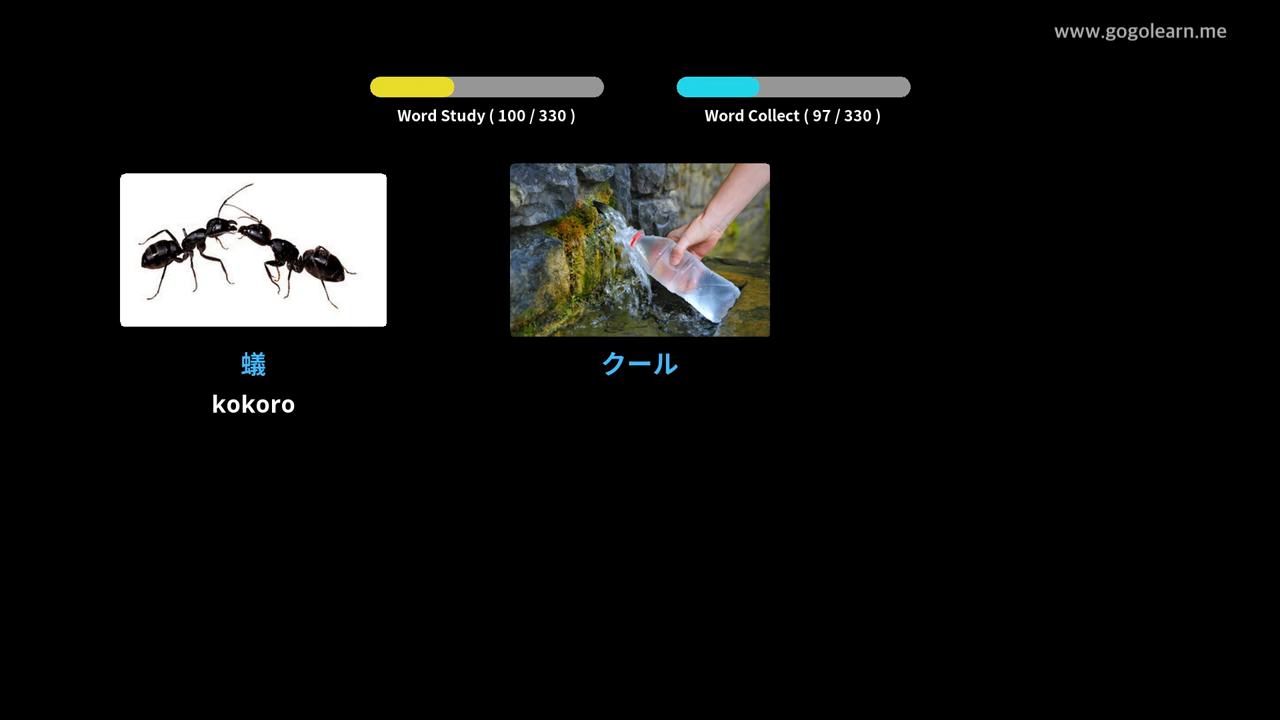 www.gogolearn.me
Word Study ( 100 / 330 )
Word Collect ( 97 / 330 )
蟻
kokoro
クール